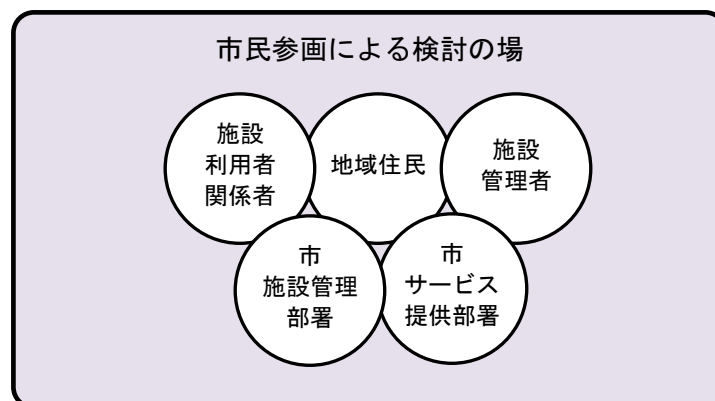 市民参画による検討の場
施設
利用者
関係者
地域住民
施設
管理者
市
施設管理
部署
市
サービス
提供部署